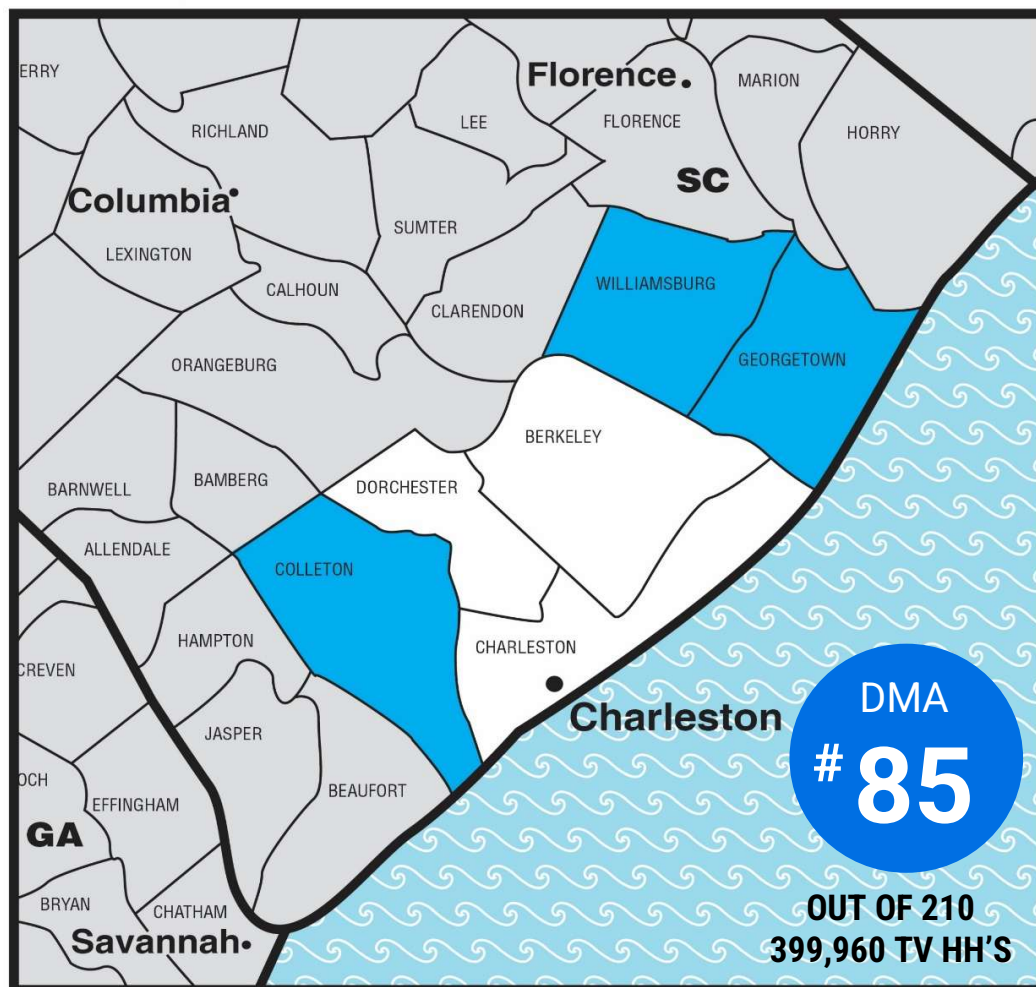 ERRY
RICHLAND
LEE
Florence
FLORENCE
MARION
HORRY
SC
Columbia
LEXINGTON
SUMTER
CALHOUN
CLARENDON
WILLIAMSBURG
GEORGETOWN
ORANGEBURG
BERKELEY
DORCHESTER
BAMBERG
BARNWELL
ALLENDALE
COLLETON
HAMPTON
CHARLESTON
CREVEN
JASPER
Charleston
BEAUFORT
OCH
EFFINGHAM
GA
BRYAN
CHATHAM
Savannah
DMA
#85
OUT OF 210
399,960 TV HH'S